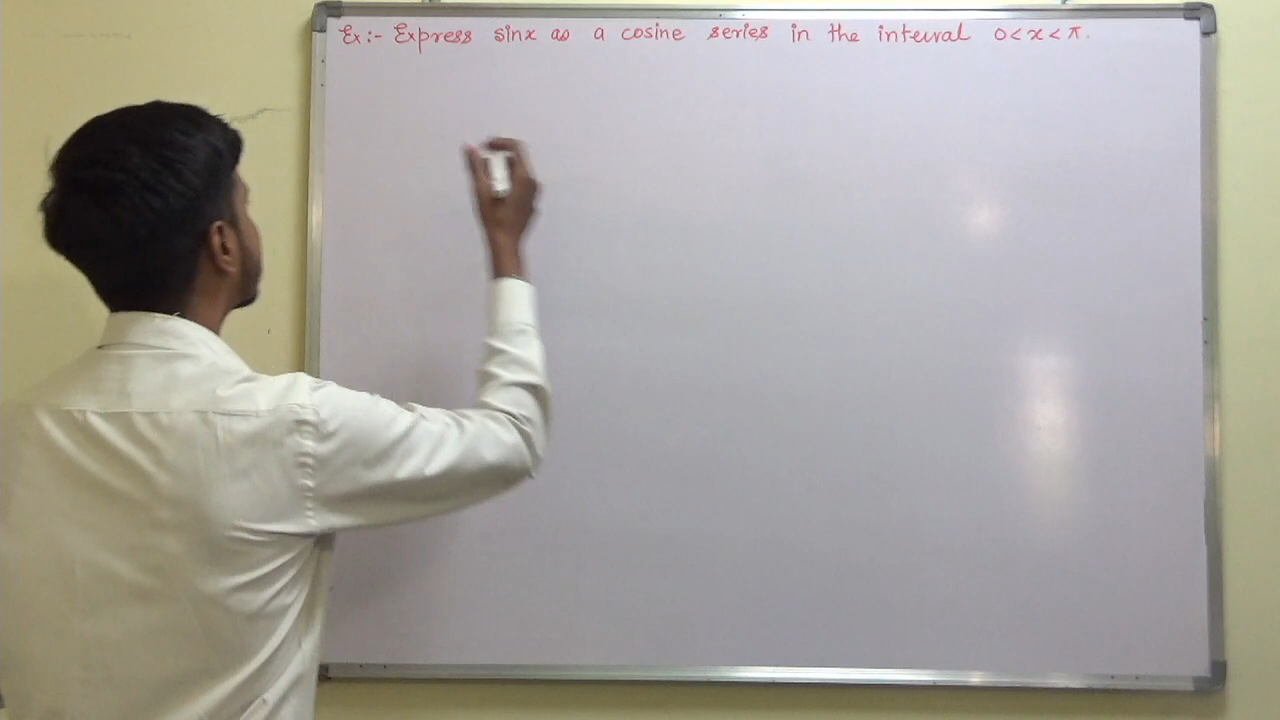 Ex:- Express sinx as a cosine series in the interval 0<x<π.